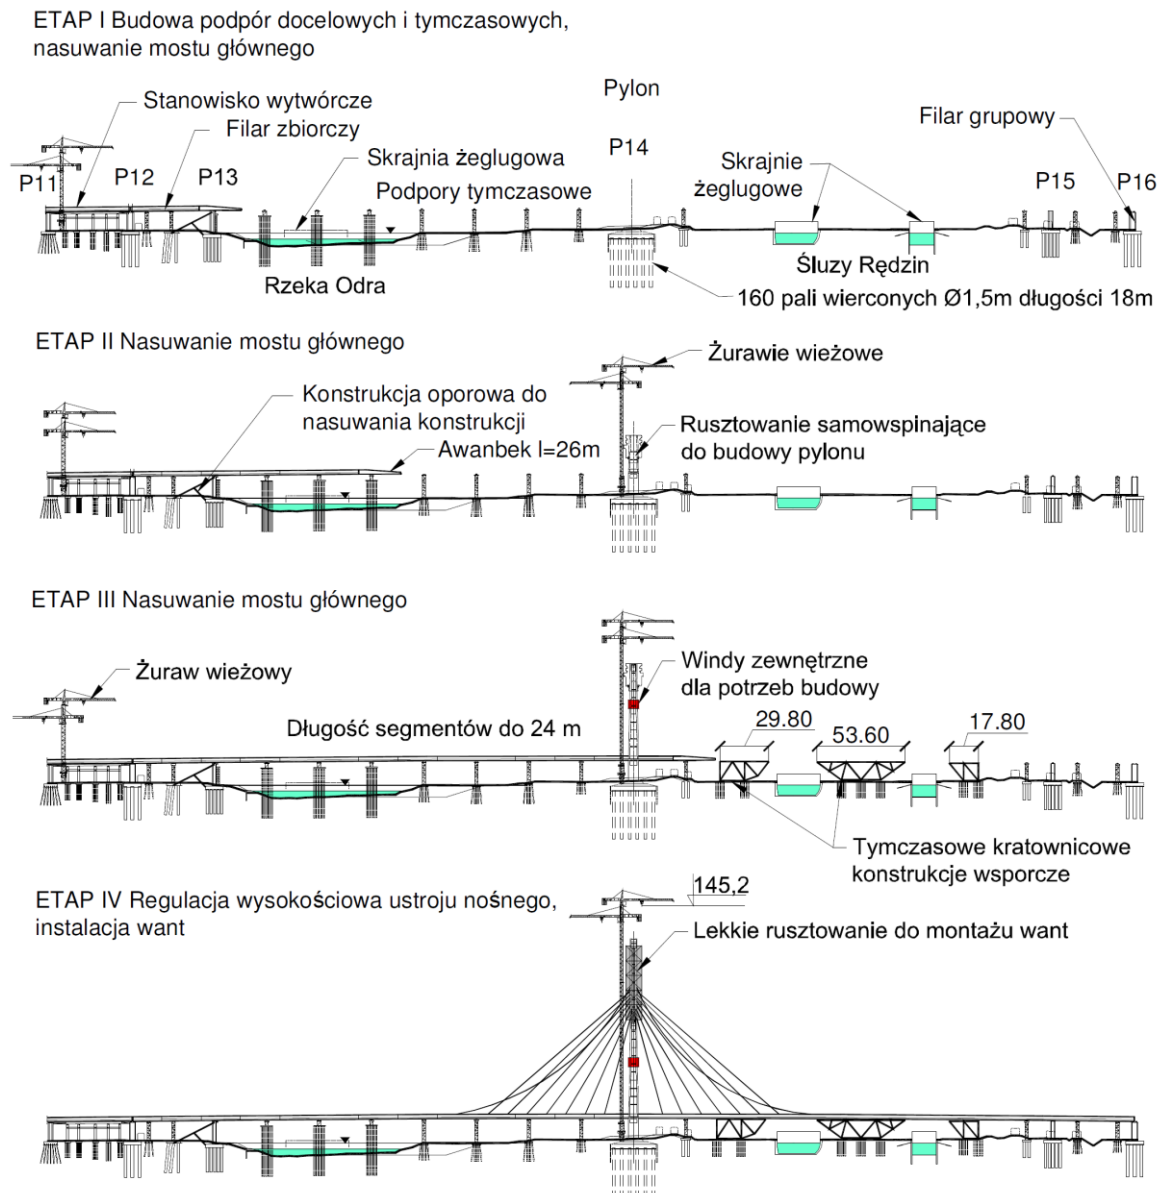 ETAP I Budowa podpór docelowych i tymczasowych,
nasuwanie mostu głównego
Pylon
Stanowisko wytwórcze
Filar zbiorczy
Filar grupowy
P11
P12
P13
Skrajnia żeglugowa
Podpory tymczasowe
P14
Skrajnie
żeglugowe
P15
P16
Rzeka Odra
Śluzy Rędzin
160 pali wierconych Ø1,5m długości 18m
ETAP II Nasuwanie mostu głównego
Żurawie wieżowe
Konstrukcja oporowa do
nasuwania konstrukcji
Awanbek l=26m
Rusztowanie samowspinające
do budowy pylonu
ETAP III Nasuwanie mostu głównego
Żuraw wieżowy
Windy zewnętrzne
dla potrzeb budowy
Długość segmentów do 24 m
29.80
53.60
17.80
Tymczasowe kratownicowe
konstrukcje wsporcze
ETAP IV Regulacja wysokościowa ustroju nośnego,
instalacja want
145,2
Lekkie rusztowanie do montażu want